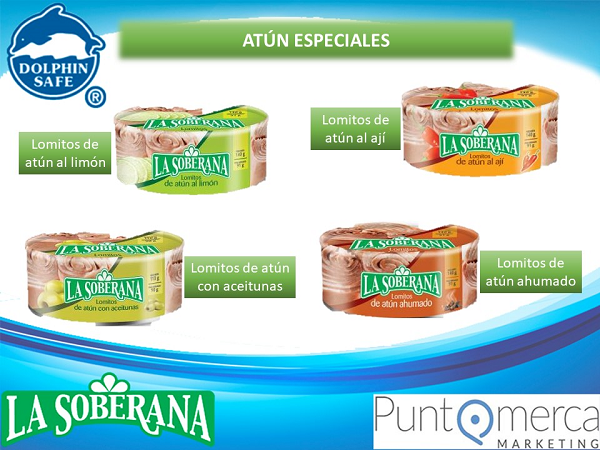 DOLPHIN
SAFE
®
ATÚN ESPECIALES
Lomitos de
atún al limón
LA SOBERANA
Lomitos
de atún al limón
Lomitos de
atún al ají
LA SOBERANA
Lomitos
de atún al ají
LA SOBERANA
Lomitos
de atún con aceitunas
Lomitos de atún
con aceitunas
LA SOBERANA
Lomitos
de atún ahumado
Lomitos de
atún ahumado
LA SOBERANA
Puntomerca
MARKETING